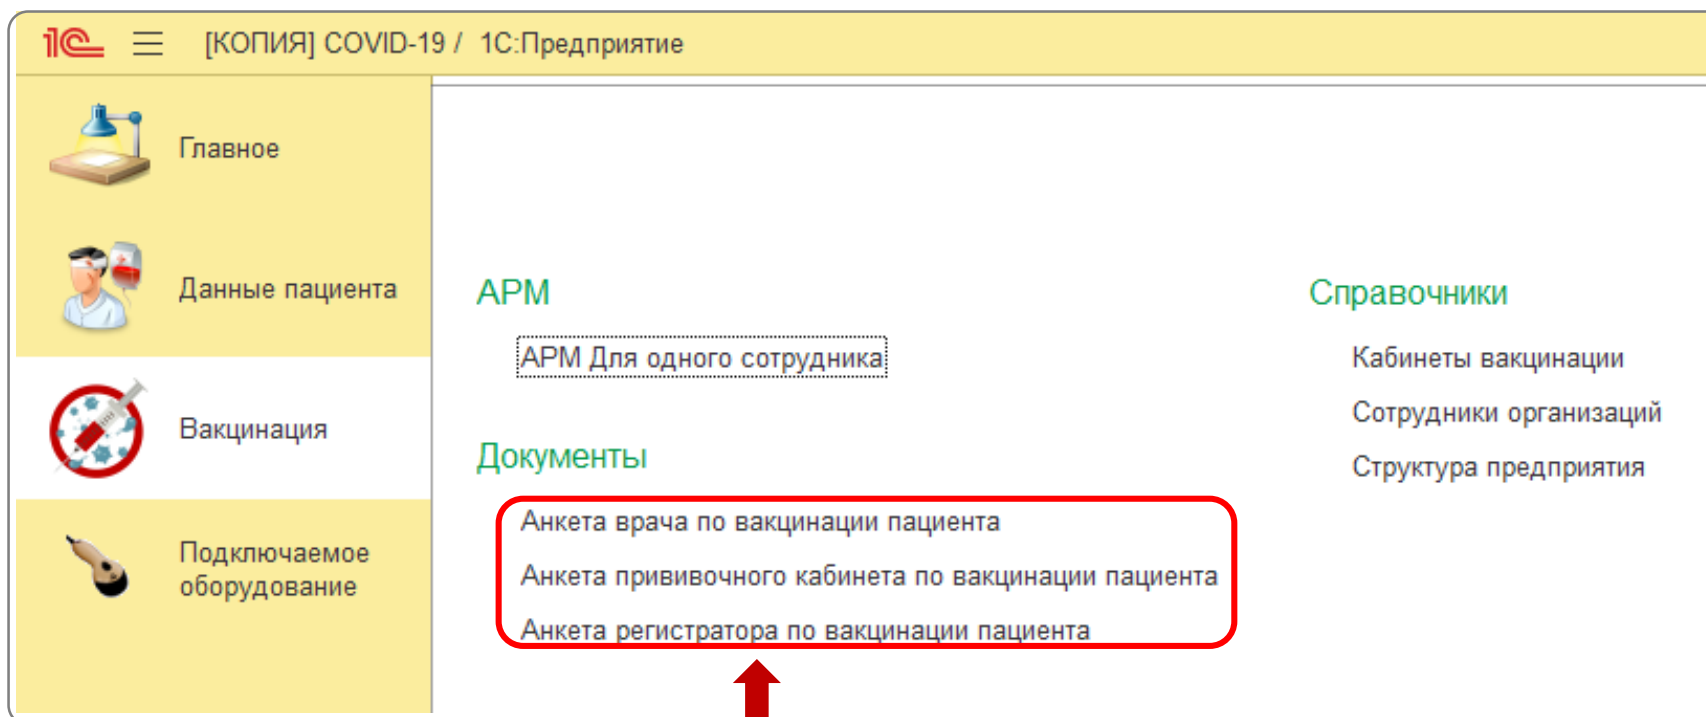 1С [КОПИЯ] COVID-19 / 1С:Предприятие
Главное
Данные пациента
Вакцинация
Подключаемое
оборудование
АРМ
АРМ Для одного сотрудника
Документы
Анкета врача по вакцинации пациента
Анкета прививочного кабинета по вакцинации пациента
Анкета регистратора по вакцинации пациента
Справочники
Кабинеты вакцинации
Сотрудники организаций
Структура предприятия